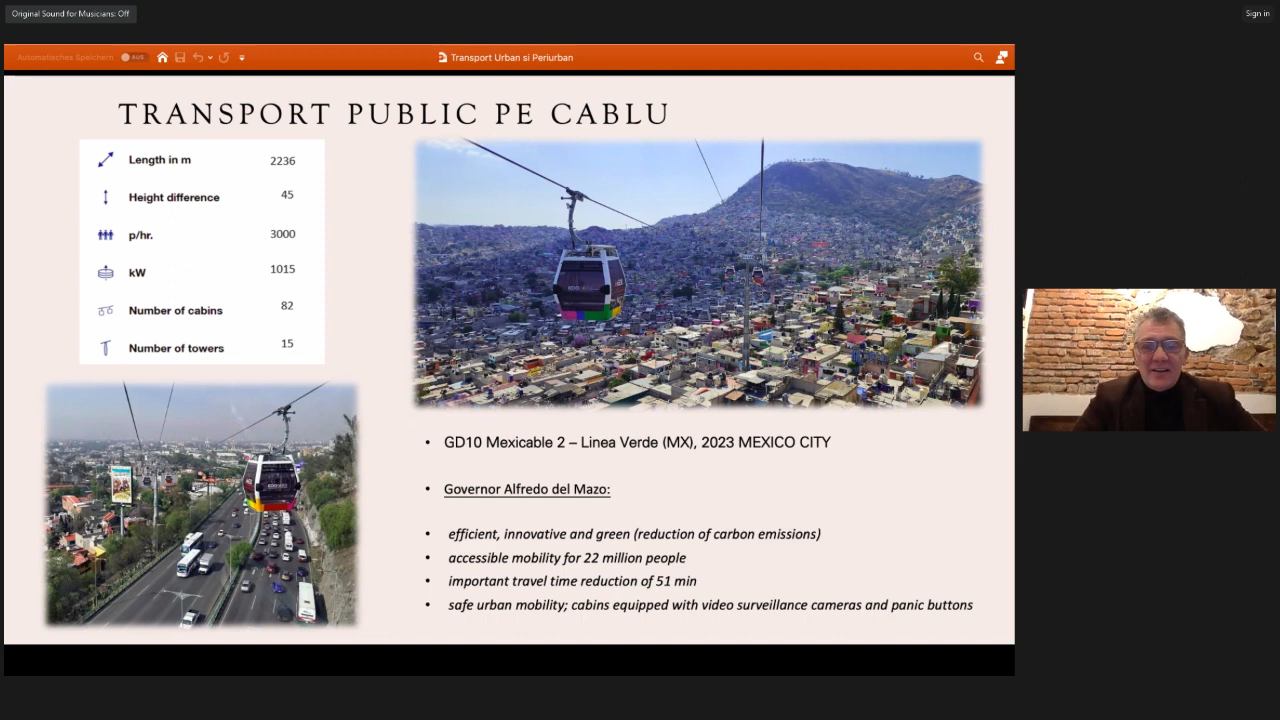 Original Sound for Musicians: Off
Sign in
Automatisches Speichern AUS
Transport Urban si Periurban
TRANSPORT PUBLIC PE CABLU
Length in m 2236
Height difference 45
p/hr. 3000
kW 1015
Number of cabins 82
Number of towers 15
• GD10 Mexicable 2 – Linea Verde (MX), 2023 MEXICO CITY
• Governor Alfredo del Mazo:
• efficient, innovative and green (reduction of carbon emissions)
• accessible mobility for 22 million people
• important travel time reduction of 51 min
• safe urban mobility; cabins equipped with video surveillance cameras and panic buttons